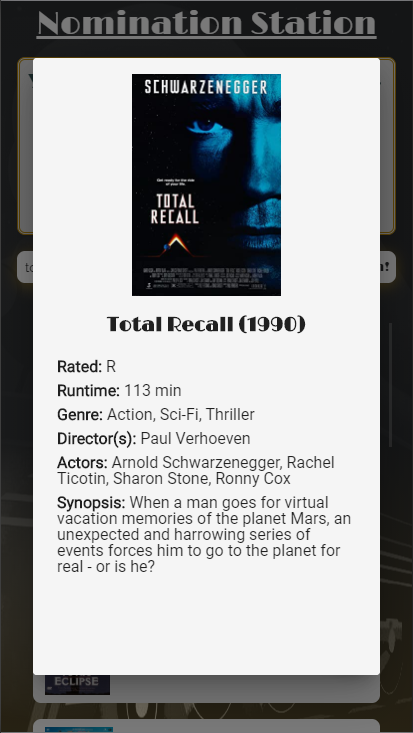 Nomination Station
SCHWARZENEGGER
Get ready for the ride
of your life.
TOTAL
RECALL
to
Total Recall (1990)
Rated: R
Runtime: 113 min
Genre: Action, Sci-Fi, Thriller
Director(s): Paul Verhoeven
Actors: Arnold Schwarzenegger, Rachel
Ticotin, Sharon Stone, Ronny Cox
Synopsis: When a man goes for virtual
vacation memories of the planet Mars, an
unexpected and harrowing series of
events forces him to go to the planet for
real - or is he?
ECLIPSE